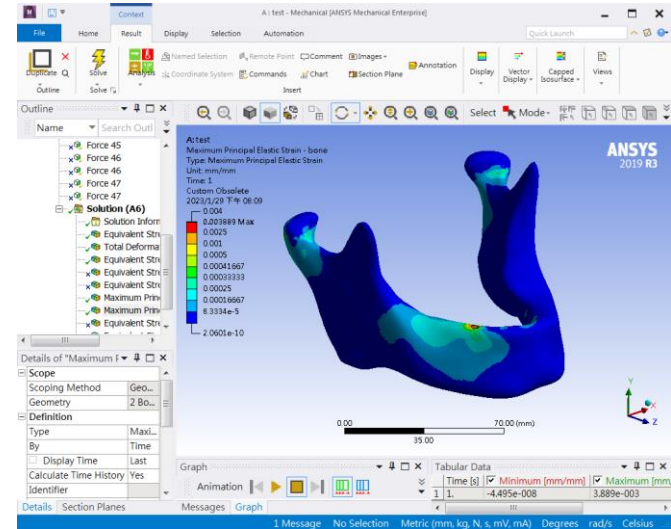 Context
A : test - Mechanical [ANSYS Mechanical Enterprise]
File Home Result Display Selection Automation
Quick Launch
Duplicate Q
Solve
Analysis
Named Selection Remote Point Comment Images
Coordinate System Commands Chart Section Plane
Annotation
Display
Vector Display
Capped Isosurface
Views
Outline Solve Insert
Outline
Select Mode
Name Search Outl
Force 45
Force 46
Force 46
Force 47
Force 47
Solution (A6)
Solution Inform
Equivalent Stre
Total Deforma
Equivalent Stre
Equivalent Stre
Equivalent Stre
Maximum Prin
Maximum Prin
Equivalent Stre
A: test
Maximum Principal Elastic Strain - bone
Type: Maximum Principal Elastic Strain
Unit: mm/mm
Time: 1
Custom Obsolete
2023/1/29 下午 08:09
0.004
0.003889 Max
0.0025
0.001
0.0005
0.00041667
0.00033333
0.00025
0.00016667
8.3334e-5
2.0601e-10
ANSYS
2019 R3
0.00 70.00 (mm)
35.00
Y
X
Z
Details of "Maximum P
Scope
Scoping Method Geo...
Geometry 2 Bo...
Definition
Type Maxi...
By Time
Display Time Last
Calculate Time History Yes
Identifier
Details Section Planes
Graph
Animation
Messages Graph
Tabular Data
Time [s] Minimum [mm/mm] Maximum [mm
1 1. -4.495e-008 3.889e-003
1 Message No Selection Metric (mm, kg, N, s, mV, mA) Degrees rad/s Celsius